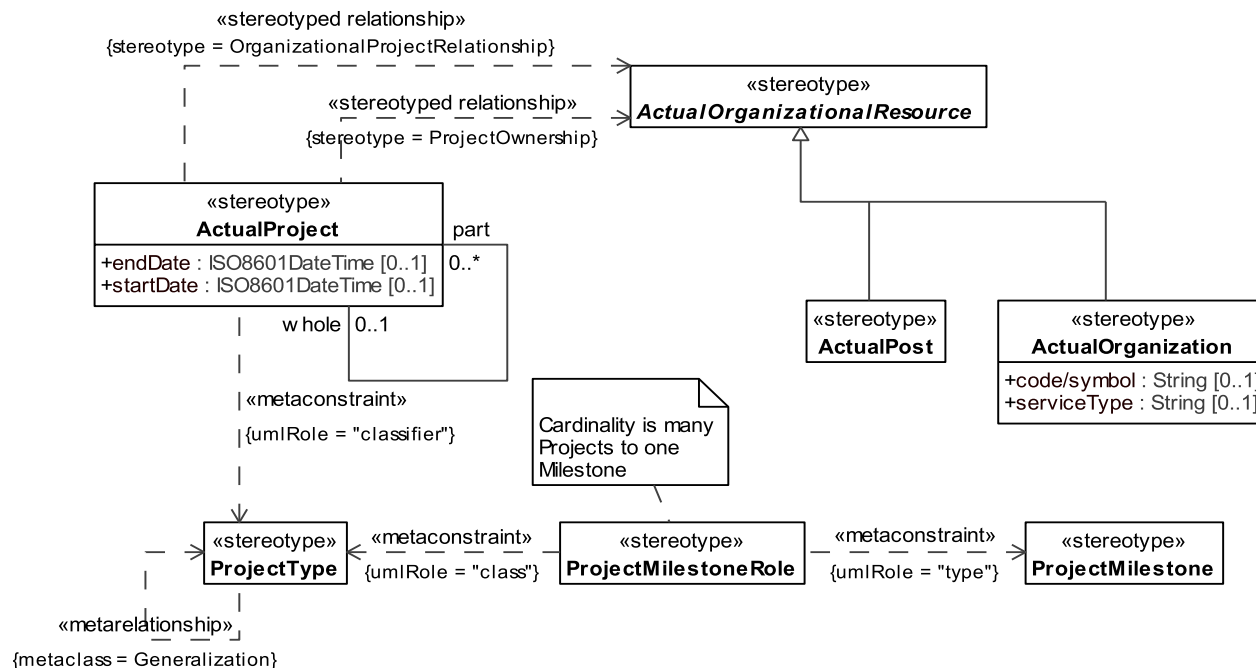 «stereotyped relationship»
{stereotype = OrganizationalProjectRelationship}
«stereotyped relationship»
{stereotype = ProjectOwnership}
«stereotype»
ActualOrganizationalResource
«stereotype»
ActualProject
+endDate : ISO8601DateTime [0..1]
+startDate : ISO8601DateTime [0..1]
part
0..*
whole
0..1
«stereotype»
ActualPost
«stereotype»
ActualOrganization
+code/symbol : String [0..1]
+serviceType : String [0..1]
«metaconstraint»
{umlRole = "classifier"}
Cardinality is many
Projects to one
Milestone
«stereotype»
ProjectType
«metaconstraint»
{umlRole = "class"}
«stereotype»
ProjectMilestoneRole
«metaconstraint»
{umlRole = "type"}
«stereotype»
ProjectMilestone
«metarelationship»
{metaclass = Generalization}